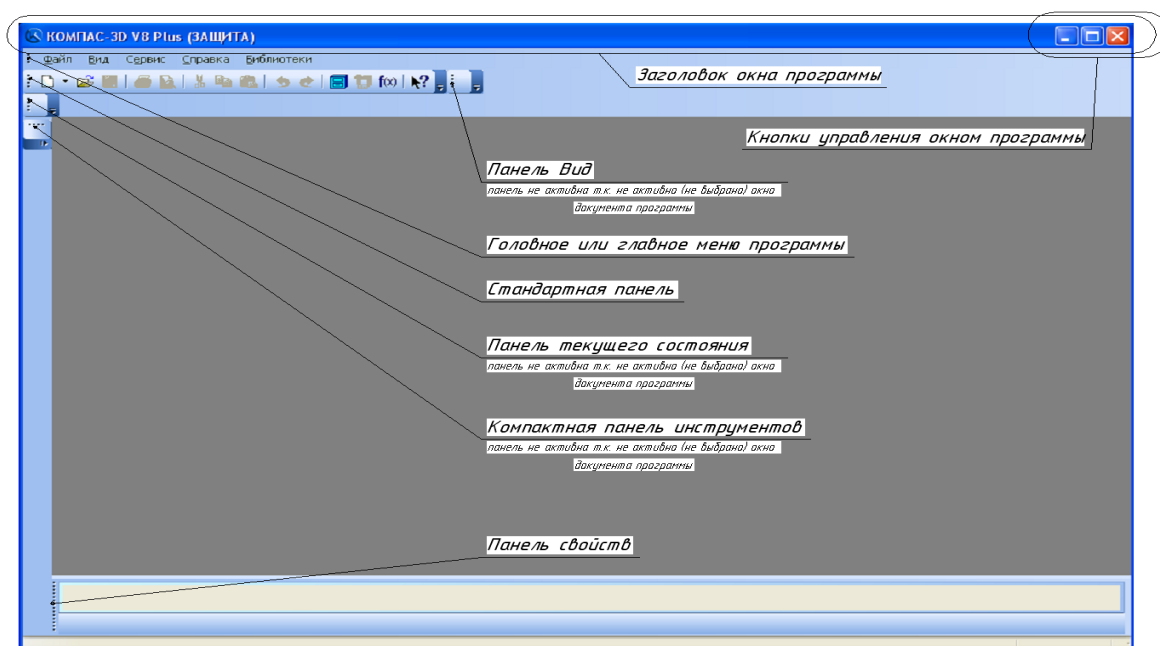 КОМПАС-3D V8 Plus (ЗАЩИТА)
Файл Вид Сервис Справка Библиотеки
f(x) ?
Заголовок окна программы
Кнопки управления окном программы
Панель Вид
панель не активна т.к. не активно (не выбрано) окно
документа программы
Головное или главное меню программы
Стандартная панель
Панель текущего состояния
панель не активна т.к. не активно (не выбрано) окно
документа программы
Компактная панель инструментов
панель не активна т.к. не активно (не выбрано) окно
документа программы
Панель свойств